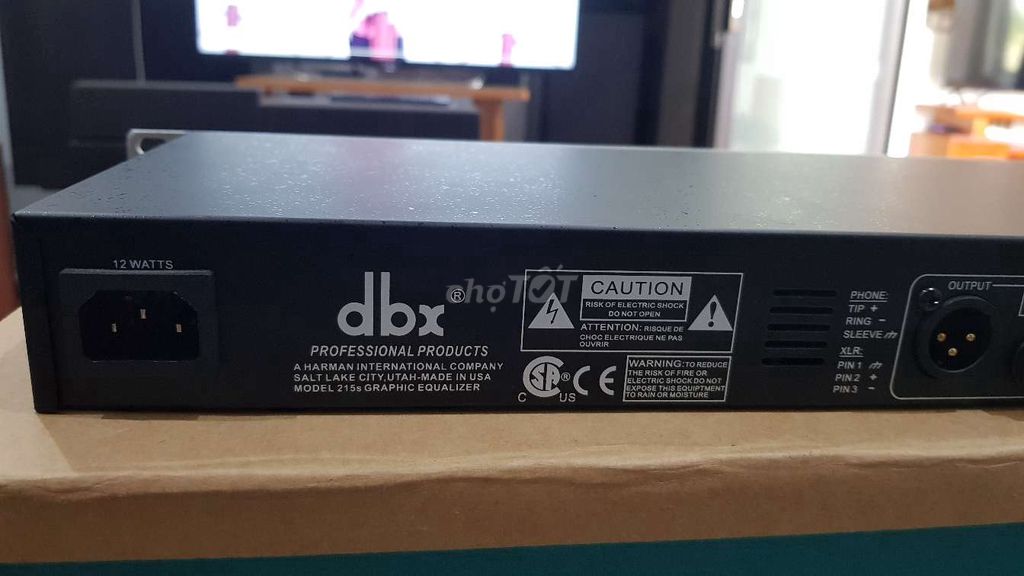 12 WATTS
dbx®
PROFESSIONAL PRODUCTS
A HARMAN INTERNATIONAL COMPANY
SALT LAKE CITY,UTAH-MADE IN USA
MODEL 215s GRAPHIC EQUALIZER
chợTỐT
CAUTION
RISK OF ELECTRIC SHOCK
DO NOT OPEN
ATTENTION: RISQUE DE
CHOC ELECTRIQUE NE PAS
OUVRIR
C SA ® US CE
WARNING:TO REDUCE
THE RISK OF FIRE OR
ELECTRIC SHOCK DO NOT
EXPOSE THIS EQUIPTMENT
TO RAIN OR MOISTURE
PHONE:
TIP +
RING −
SLEEVE
XLR:
PIN 1
PIN 2 +
PIN 3 −
OUTPUT